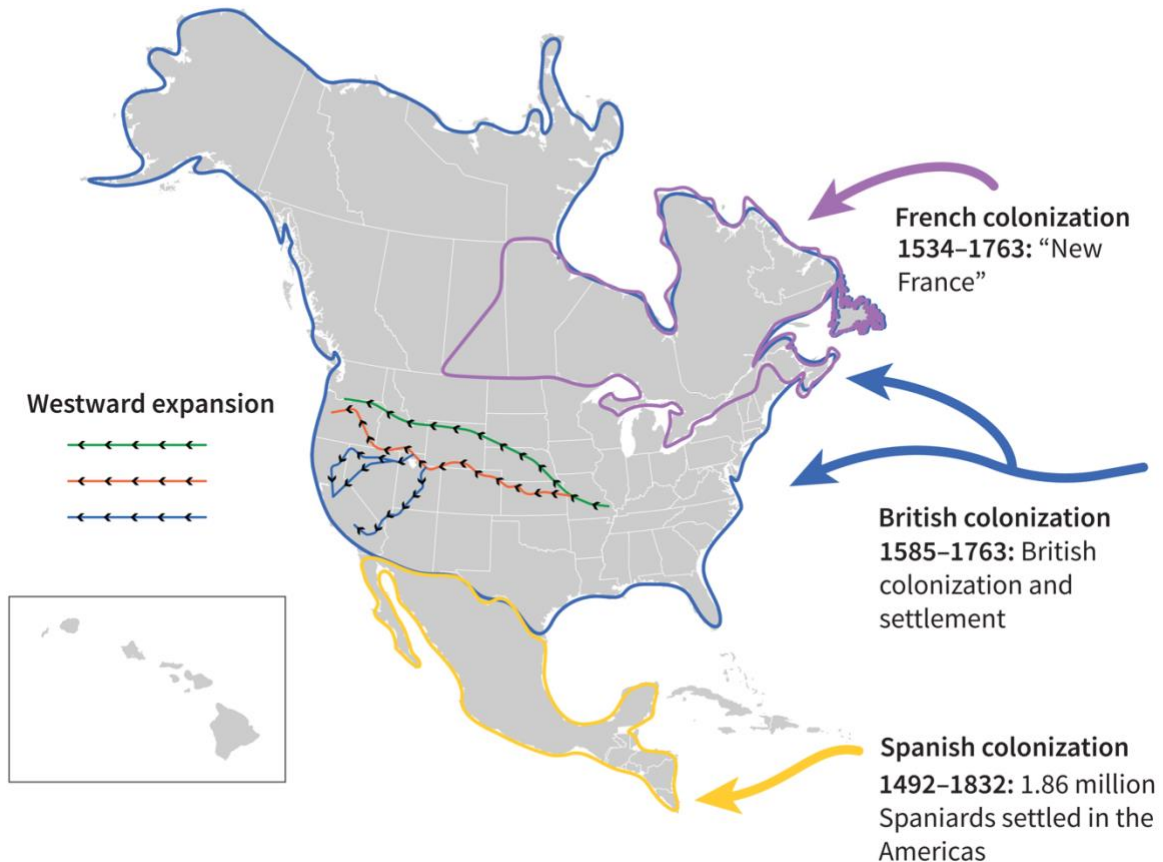 French colonization
1534–1763: “New
France”
Westward expansion
British colonization
1585–1763: British
colonization and
settlement
Spanish colonization
1492–1832: 1.86 million
Spaniards settled in the
Americas